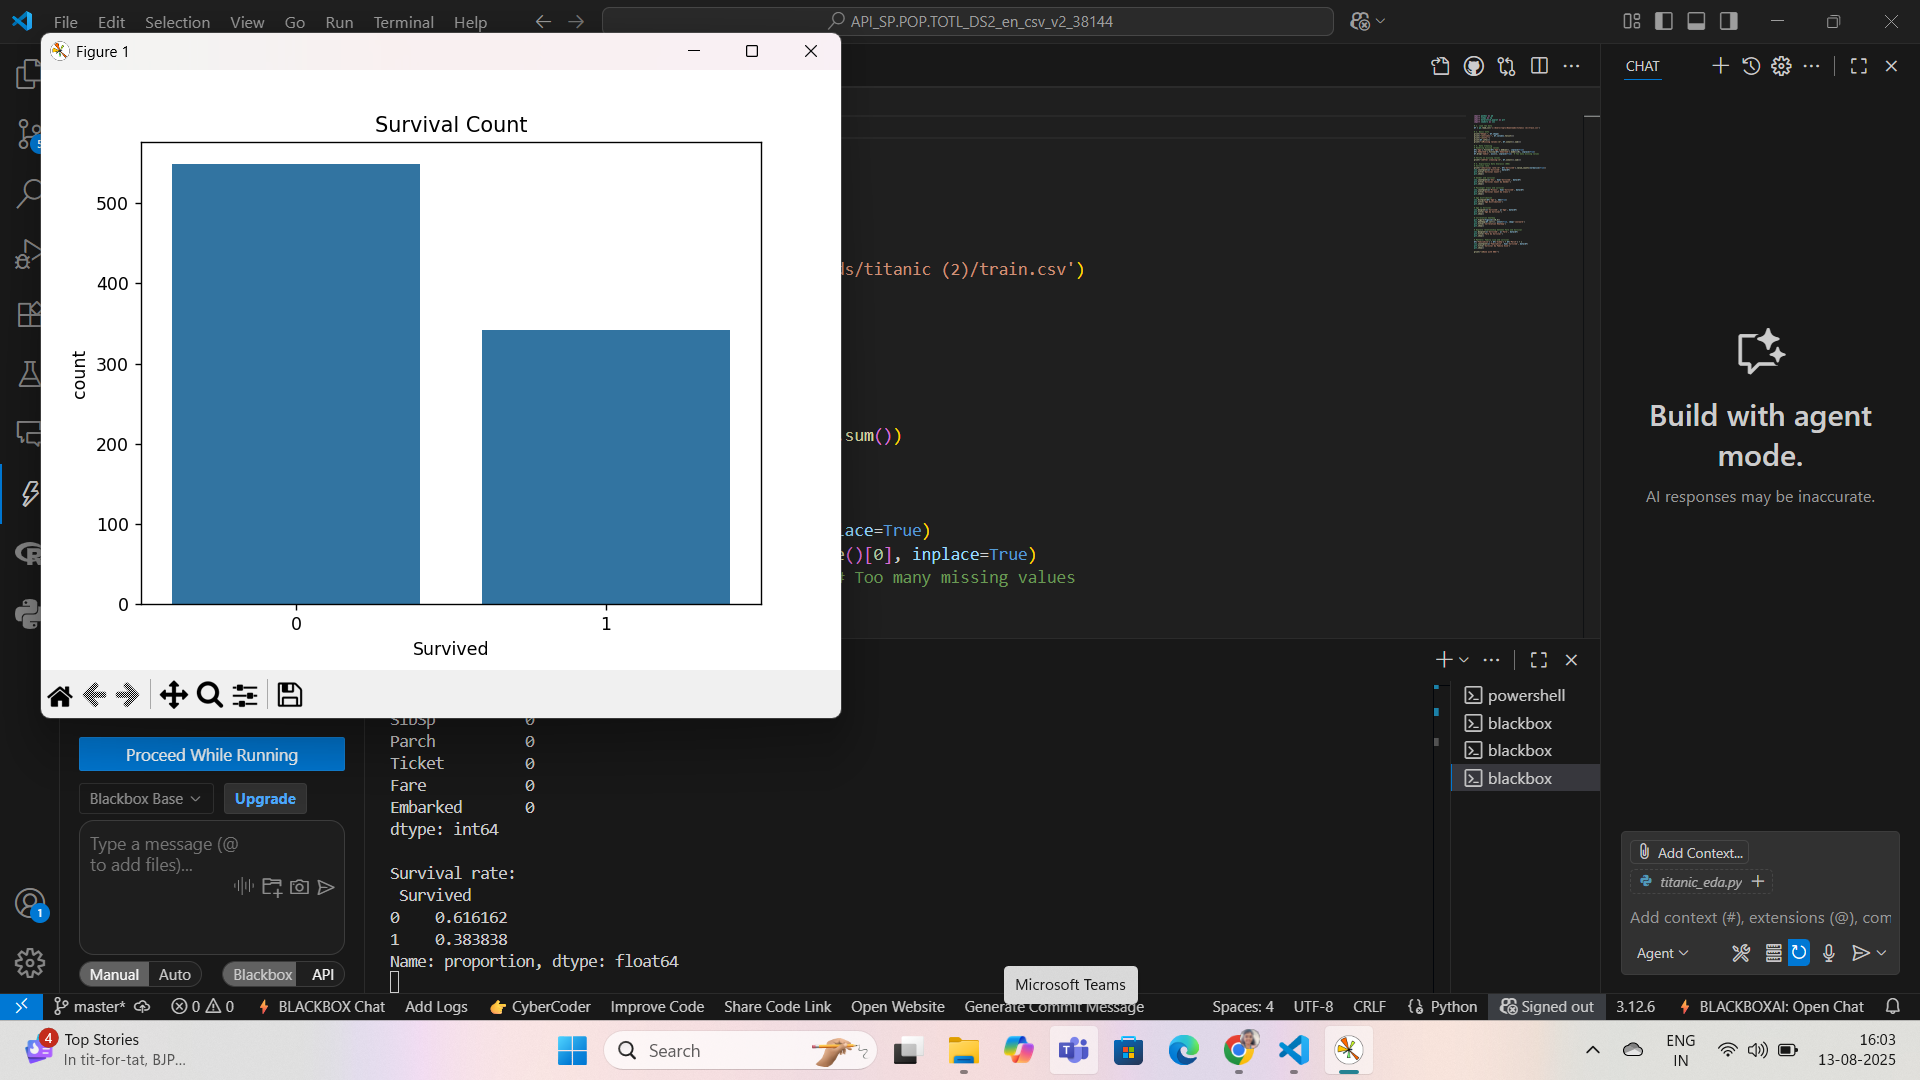 File Edit Selection View Go Run Terminal Help
API_SP.POP.TOTL_DS2_en_csv_v2_38144
Figure 1
CHAT
Survival Count
500
400
300
200
100
0
count
0 1
Survived
ds/titanic (2)/train.csv')
.sum())
lace=True)
e()[0], inplace=True)
# Too many missing values
Build with agent
mode.
AI responses may be inaccurate.
powershell
blackbox
blackbox
blackbox
SibSp 0
Parch 0
Ticket 0
Fare 0
Embarked 0
dtype: int64
Survival rate:
Survived
0 0.616162
1 0.383838
Name: proportion, dtype: float64
Proceed While Running
Blackbox Base
Upgrade
Type a message (@
to add files)...
Manual Auto
Blackbox API
Add Context...
titanic_eda.py
Add context (#), extensions (@), com
Agent
Microsoft Teams
1
master* 0 0 BLACKBOX Chat Add Logs CyberCoder Improve Code Share Code Link Open Website Generate Commit Message
Spaces: 4 UTF-8 CRLF Python Signed out 3.12.6 BLACKBOXAI: Open Chat
4
Top Stories
In tit-for-tat, BJP...
Search
ENG
IN
16:03
13-08-2025